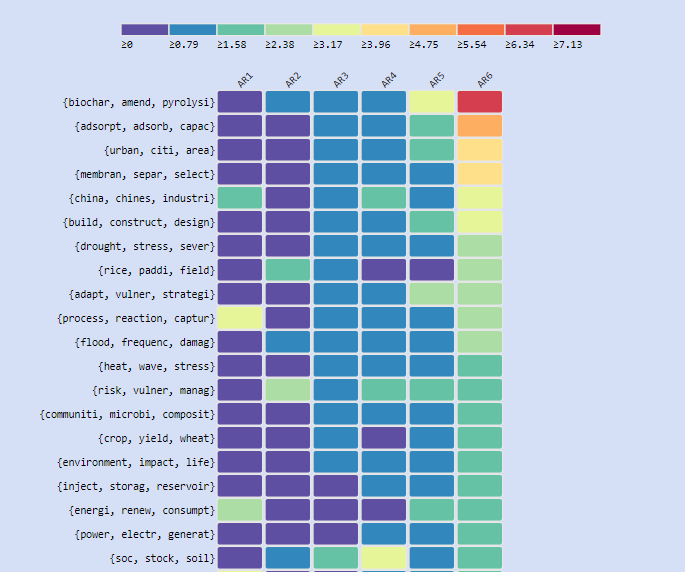 ≥0 ≥0.79 ≥1.58 ≥2.38 ≥3.17 ≥3.96 ≥4.75 ≥5.54 ≥6.34 ≥7.13
AR1 AR2 AR3 AR4 AR5 AR6
{biochar, amend, pyrolysi}
{adsorpt, adsorb, capac}
{urban, citi, area}
{membran, separ, select}
{china, chines, industri}
{build, construct, design}
{drought, stress, sever}
{rice, paddi, field}
{adapt, vulner, strategi}
{process, reaction, captur}
{flood, frequenc, damag}
{heat, wave, stress}
{risk, vulner, manag}
{communiti, microbi, composit}
{crop, yield, wheat}
{environment, impact, life}
{inject, storag, reservoir}
{energi, renew, consumpt}
{power, electr, generat}
{soc, stock, soil}